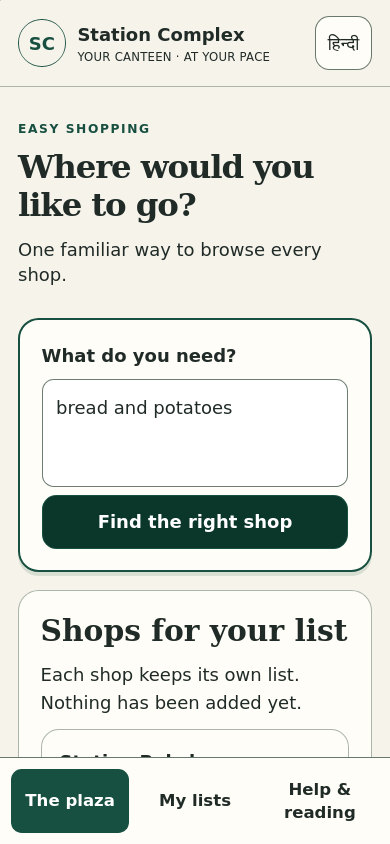 SC
Station Complex
YOUR CANTEEN · AT YOUR PACE
हिन्दी
EASY SHOPPING
Where would you
like to go?
One familiar way to browse every
shop.
What do you need?
bread and potatoes
Find the right shop
Shops for your list
Each shop keeps its own list.
Nothing has been added yet.
The plaza
My lists
Help &
reading